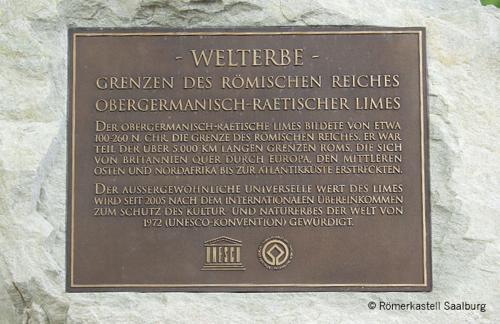 - WELTERBE -
GRENZEN DES RÖMISCHEN REICHES
OBERGERMANISCH-RAETISCHER LIMES
DER OBERGERMANISCH-RAETISCHE LIMES BILDETE VON ETWA
100-260 N. CHR. DIE GRENZE DES RÖMISCHEN REICHES. ER WAR
TEIL DER ÜBER 5.000 KM LANGEN GRENZEN ROMS, DIE SICH
VON BRITANNIEN QUER DURCH EUROPA, DEN MITTLEREN
OSTEN UND NORDAFRIKA BIS ZUR ATLANTIKKÜSTE ERSTRECKTEN.
DER AUSSERGEWÖHNLICHE UNIVERSELLE WERT DES LIMES
WIRD SEIT 2005 NACH DEM INTERNATIONALEN ÜBEREINKOMMEN
ZUM SCHUTZ DES KULTUR- UND NATURERBES DER WELT VON
1972 (UNESCO-KONVENTION) GEWÜRDIGT.
UNESCO
© Römerkastell Saalburg